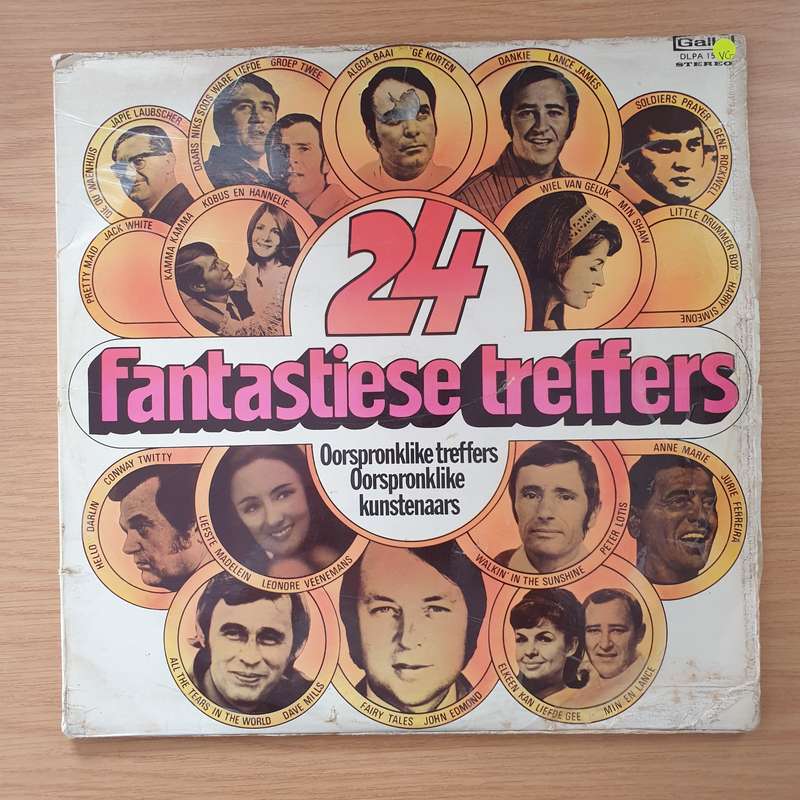 Gallo
DLPA 15 VG
STEREO
DIE OU WAENHUIS JAPIE LAUBSCHER
DAARS NIKS SOOS WARE LIEFDE GROEP TWEE
ALGOA BAAI GÉ KORTEN
DANKIE LANCE JAMES
SOLDIERS PRAYER GENE ROCKWELL
PRETTY MAID JACK WHITE
KAMMA KAMMA KOBUS EN HANNELIE
WIEL VAN GELUK MIN SHAW
LITTLE DRUMMER BOY HARRY SIMEONE
24
fantastiese treffers
Oorspronklike treffers
Oorspronklike
kunstenaars
HELLO DARLIN CONWAY TWITTY
LIEFSTE MADELEIN LEONORE VEENEMANS
WALKIN' IN THE SUNSHINE PETER LOTIS
ANNE MARIE JURIE FERREIRA
ALL THE TEARS IN THE WORLD DAVE MILLS
FAIRY TALES JOHN EDMOND
ELKEEN KAN LIEFDE GEE MIN EN LANCE